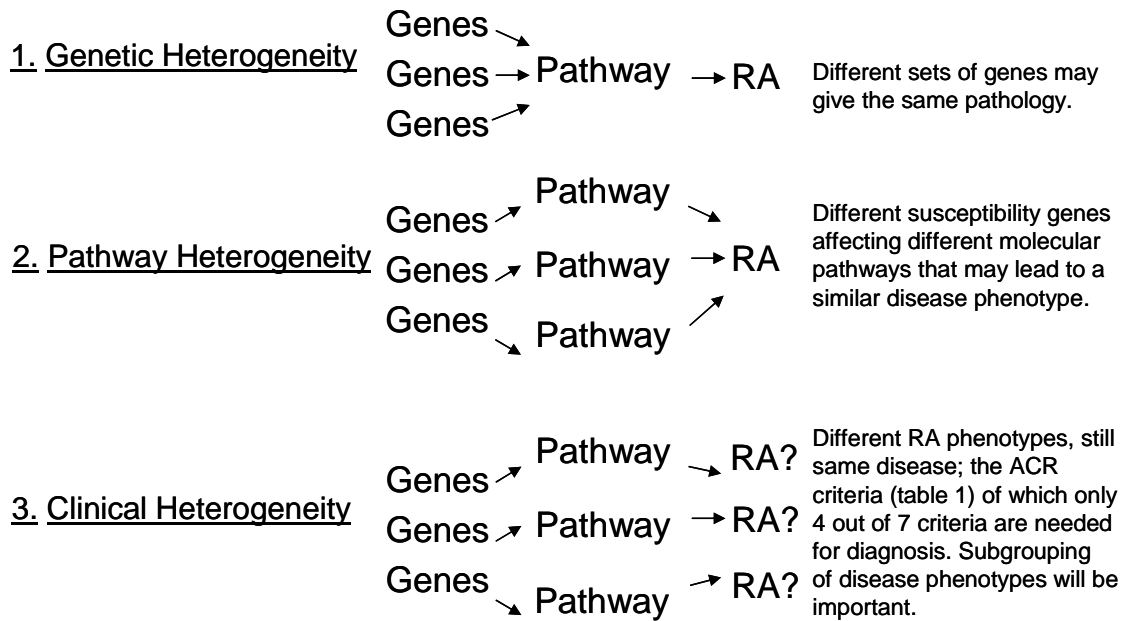 1. Genetic Heterogeneity
Genes
Genes
Genes
Pathway
RA
Different sets of genes may
give the same pathology.
2. Pathway Heterogeneity
Genes
Genes
Genes
Pathway
Pathway
Pathway
RA
Different susceptibility genes
affecting different molecular
pathways that may lead to a
similar disease phenotype.
3. Clinical Heterogeneity
Genes
Genes
Genes
Pathway
Pathway
Pathway
RA?
RA?
RA?
Different RA phenotypes, still
same disease; the ACR
criteria (table 1) of which only
4 out of 7 criteria are needed
for diagnosis. Subgrouping
of disease phenotypes will be
important.